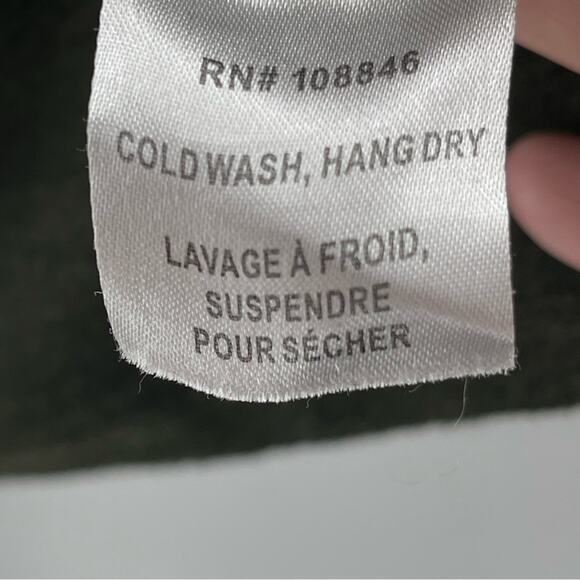 RN# 108846
COLD WASH, HANG DRY
LAVAGE À FROID,
SUSPENDRE
POUR SÉCHER